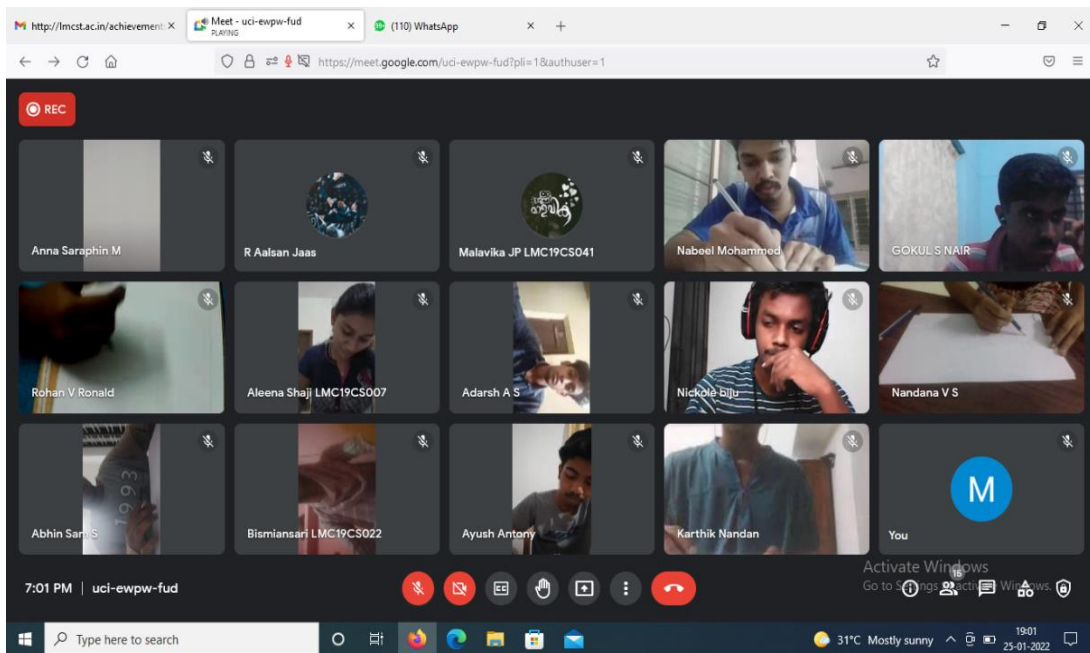 http://lmcst.ac.in/achievement
Meet - uci-ewpw-fud
PLAYING
(110) WhatsApp
https://meet.google.com/uci-ewpw-fud?pli=1&authuser=1
REC
Anna Saraphin M
R Aalsan Jaas
Malavika JP LMC19CS041
Nabeel Mohammed
GOKUL S NAIR
Rohan V Ronald
Aleena Shaji LMC19CS007
Adarsh A S
Nickole biju
Nandana V S
1993
Abhin Sam S
Bismiansari LMC19CS022
Ayush Antony
Karthik Nandan
M
You
Activate Windows
Go to Settings to activate Windows.
7:01 PM | uci-ewpw-fud
CC
Type here to search
31°C Mostly sunny
19:01
25-01-2022